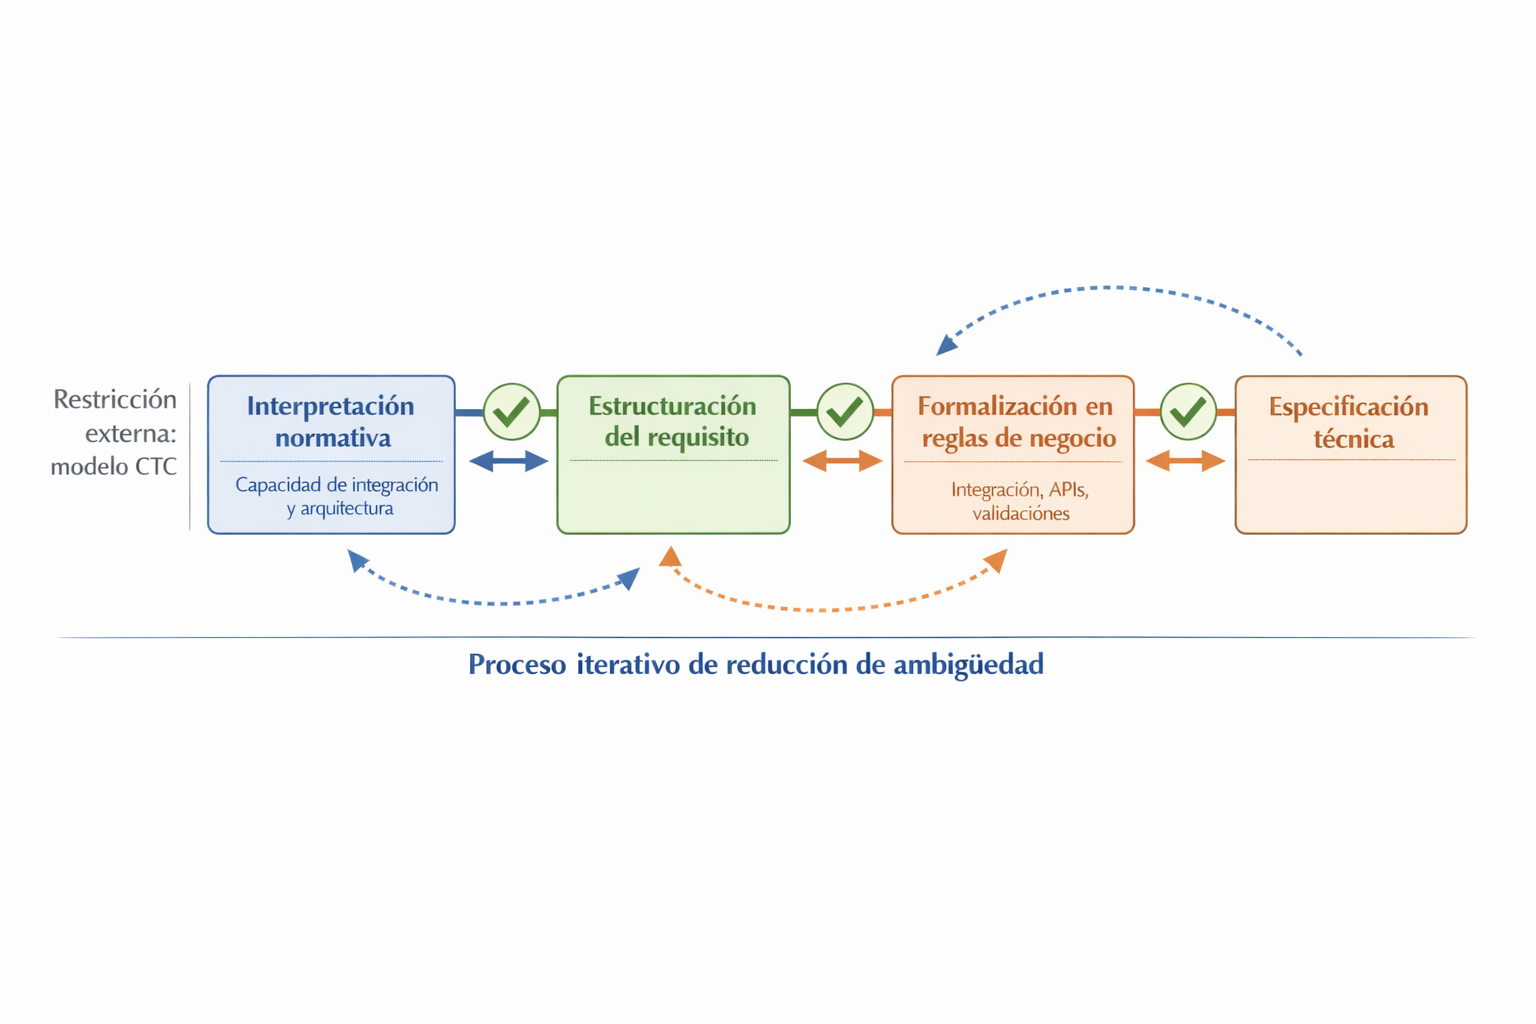 Restricción
externa:
modelo CTC
Interpretación
normativa
Capacidad de integración
y arquitectura
Estructuración
del requisito
Formalización en
reglas de negocio
Integración, APIs,
validaciónes
Especificación
técnica
Proceso iterativo de reducción de ambigüedad